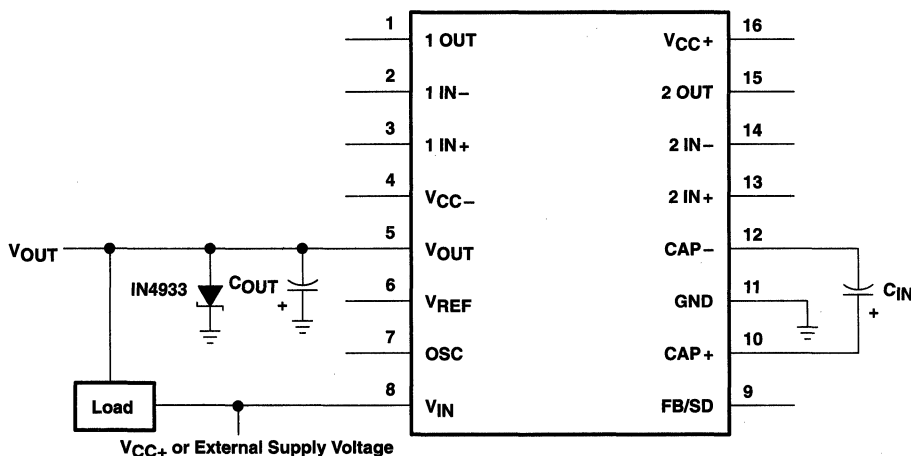 1
1 OUT
2
1 IN−
3
1 IN+
4
VCC−
VOUT
5
VOUT
IN4933
COUT
+
6
VREF
7
OSC
Load
8
VIN
VCC+ or External Supply Voltage
16
VCC+
15
2 OUT
14
2 IN−
13
2 IN+
12
CAP−
11
GND
CIN
+
10
CAP+
9
FB/SD